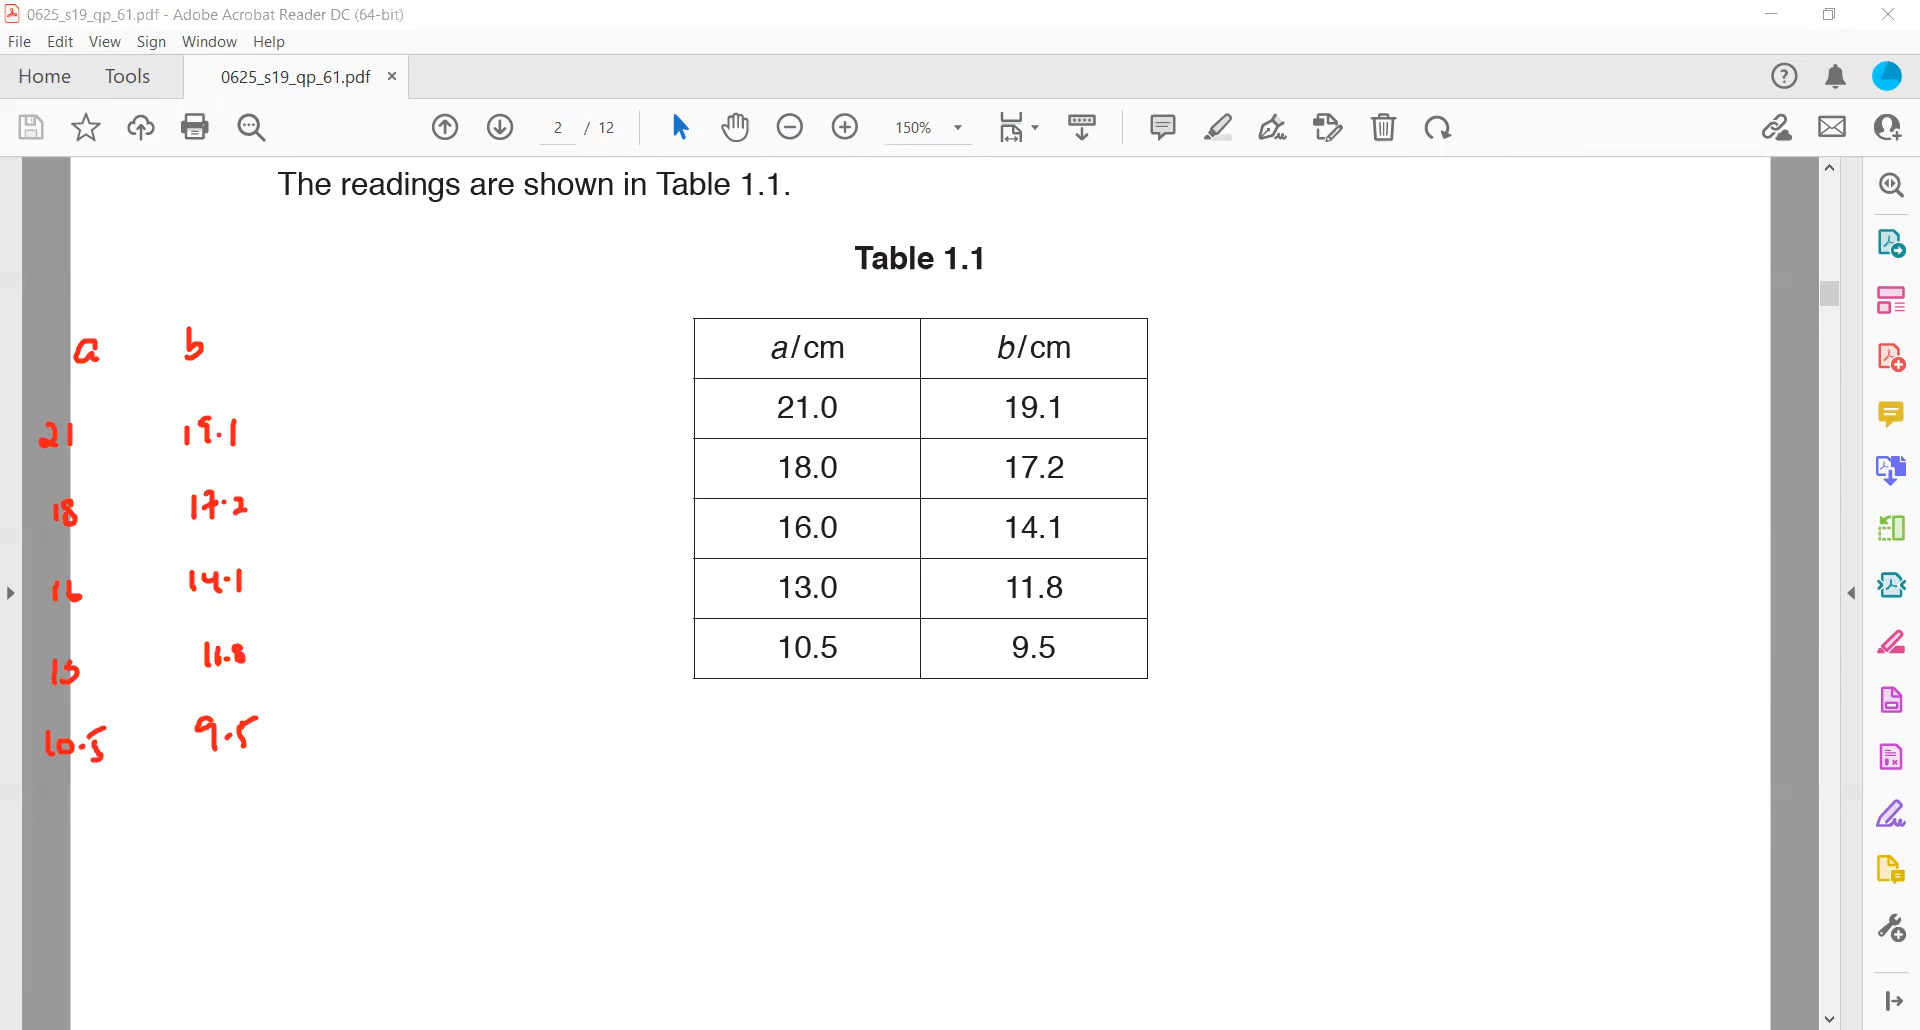 0625_s19_qp_61.pdf - Adobe Acrobat Reader DC (64-bit)
File Edit View Sign Window Help
Home Tools 0625_s19_qp_61.pdf ×
2 / 12 150%
The readings are shown in Table 1.1.
Table 1.1
a/cm b/cm
21.0 19.1
18.0 17.2
16.0 14.1
13.0 11.8
10.5 9.5
a b
21 19.1
18 17.2
16 14.1
13 11.8
10.5 9.5